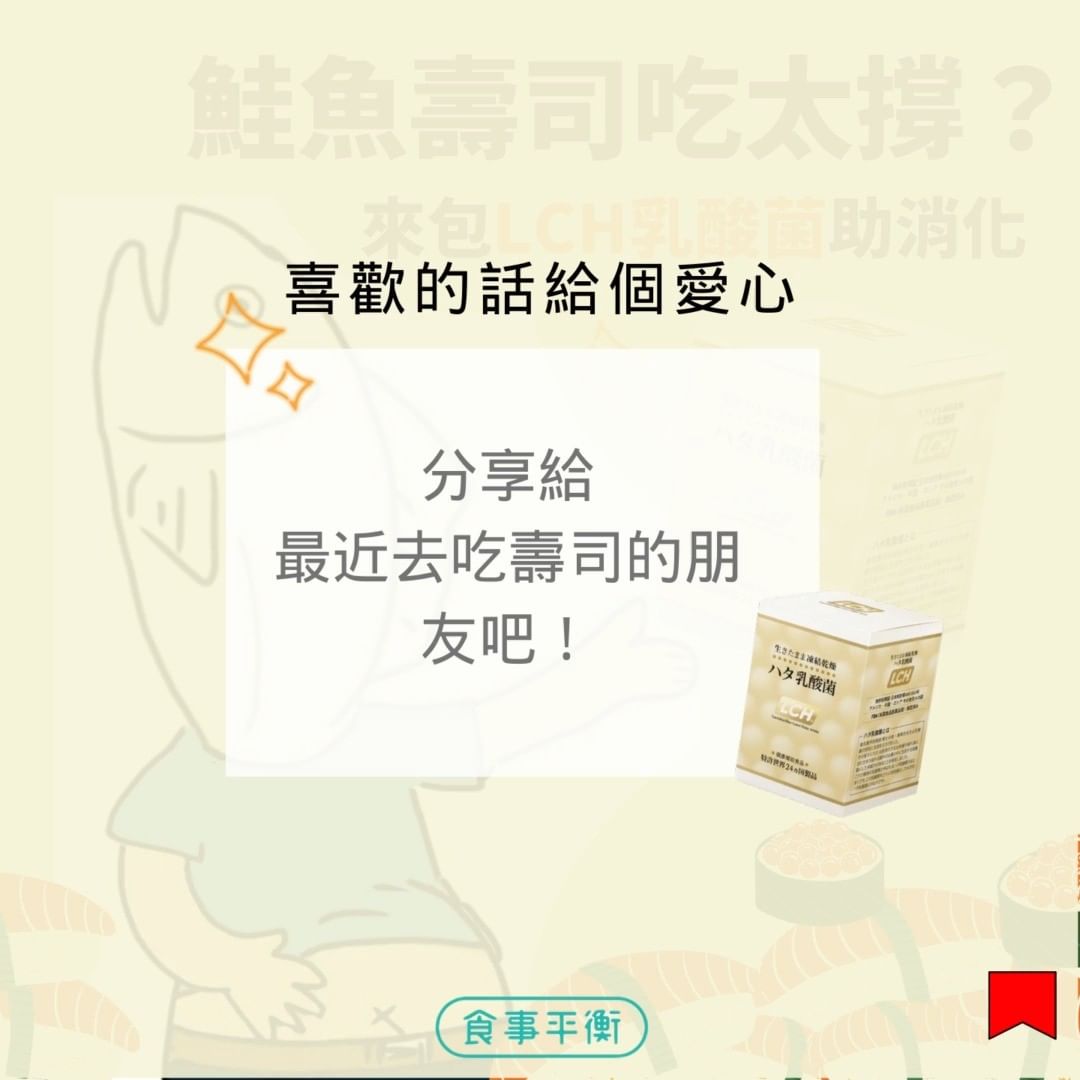 鮭魚壽司吃太撐？
來包LCH乳酸菌助消化
喜歡的話給個愛心
分享給
最近去吃壽司的朋
友吧！
LCH
生きたまま凍結乾燥
ハタ乳酸菌
LCH
特許世界24カ国製品
LCH
食事平衡